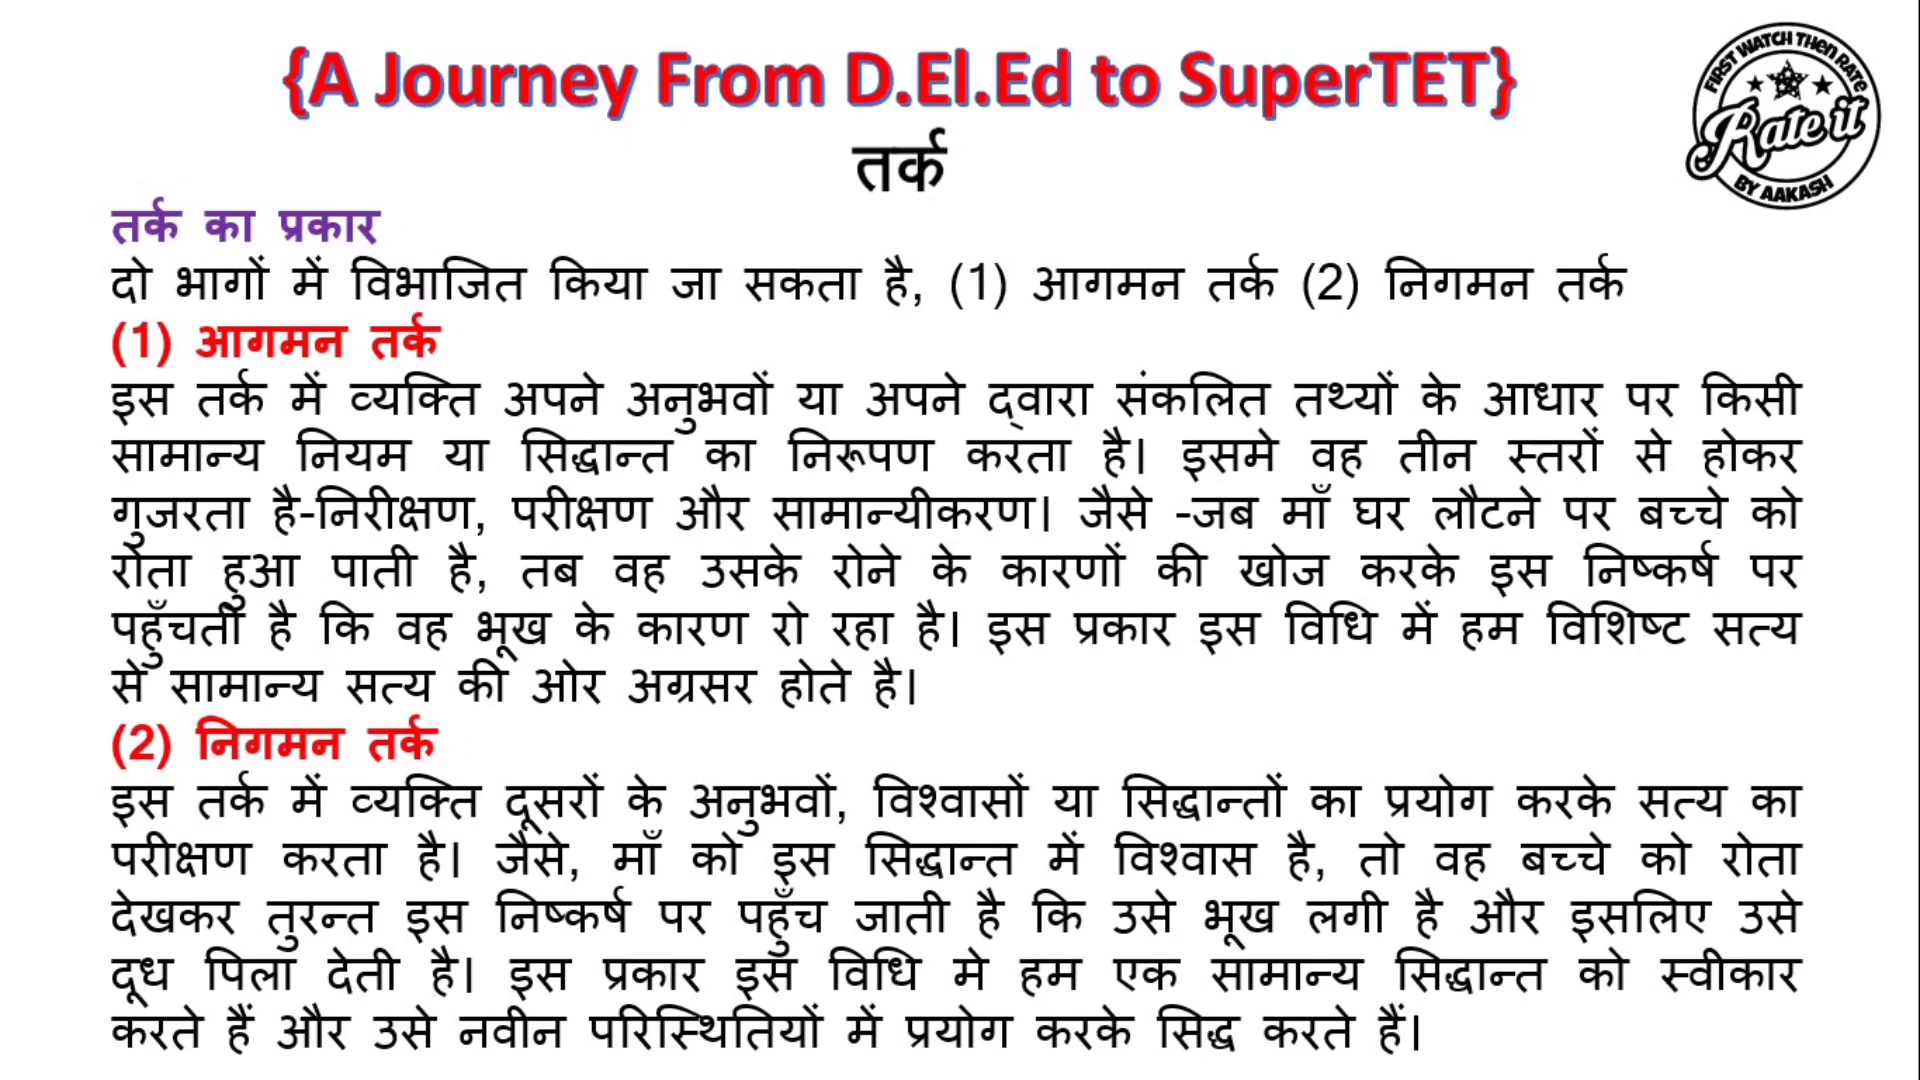 {A Journey From D.El.Ed to SuperTET}
FIRST WATCH THEN RATE
Rate it
BY AAKASH
तर्क
तर्क का प्रकार
दो भागों में विभाजित किया जा सकता है, (1) आगमन तर्क (2) निगमन तर्क
(1) आगमन तर्क
इस तर्क में व्यक्ति अपने अनुभवों या अपने द्वारा संकलित तथ्यों के आधार पर किसी
सामान्य नियम या सिद्धान्त का निरूपण करता है। इसमे वह तीन स्तरों से होकर
गुजरता है-निरीक्षण, परीक्षण और सामान्यीकरण। जैसे -जब माँ घर लौटने पर बच्चे को
रोता हुआ पाती है, तब वह उसके रोने के कारणों की खोज करके इस निष्कर्ष पर
पहुँचती है कि वह भूख के कारण रो रहा है। इस प्रकार इस विधि में हम विशिष्ट सत्य
से सामान्य सत्य की ओर अग्रसर होते है।
(2) निगमन तर्क
इस तर्क में व्यक्ति दूसरों के अनुभवों, विश्वासों या सिद्धान्तों का प्रयोग करके सत्य का
परीक्षण करता है। जैसे, माँ को इस सिद्धान्त में विश्वास है, तो वह बच्चे को रोता
देखकर तुरन्त इस निष्कर्ष पर पहुँच जाती है कि उसे भूख लगी है और इसलिए उसे
दूध पिला देती है। इस प्रकार इस विधि मे हम एक सामान्य सिद्धान्त को स्वीकार
करते हैं और उसे नवीन परिस्थितियों में प्रयोग करके सिद्ध करते हैं।